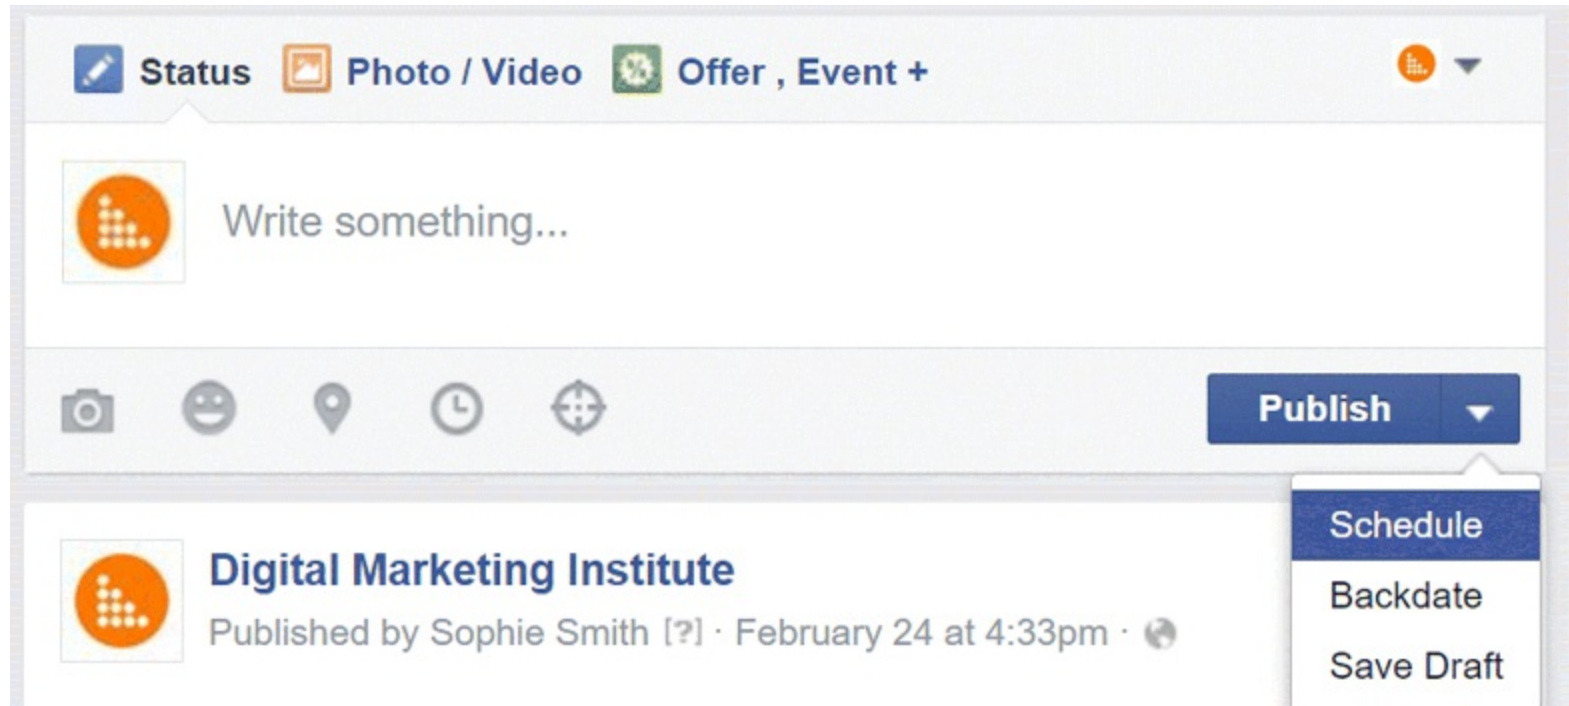 Status Photo / Video Offer , Event +
Write something...
Publish
Schedule
Backdate
Save Draft
Digital Marketing Institute
Published by Sophie Smith [?] · February 24 at 4:33pm ·